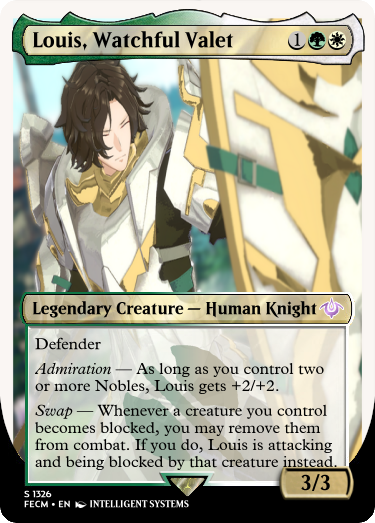 Louis, Watchful Valet 1
Legendary Creature — Human Knight
Defender
Admiration — As long as you control two
or more Nobles, Louis gets +2/+2.
Swap — Whenever a creature you control
becomes blocked, you may remove them
from combat. If you do, Louis is attacking
and being blocked by that creature instead.
3/3
S 1326
FECM • EN INTELLIGENT SYSTEMS